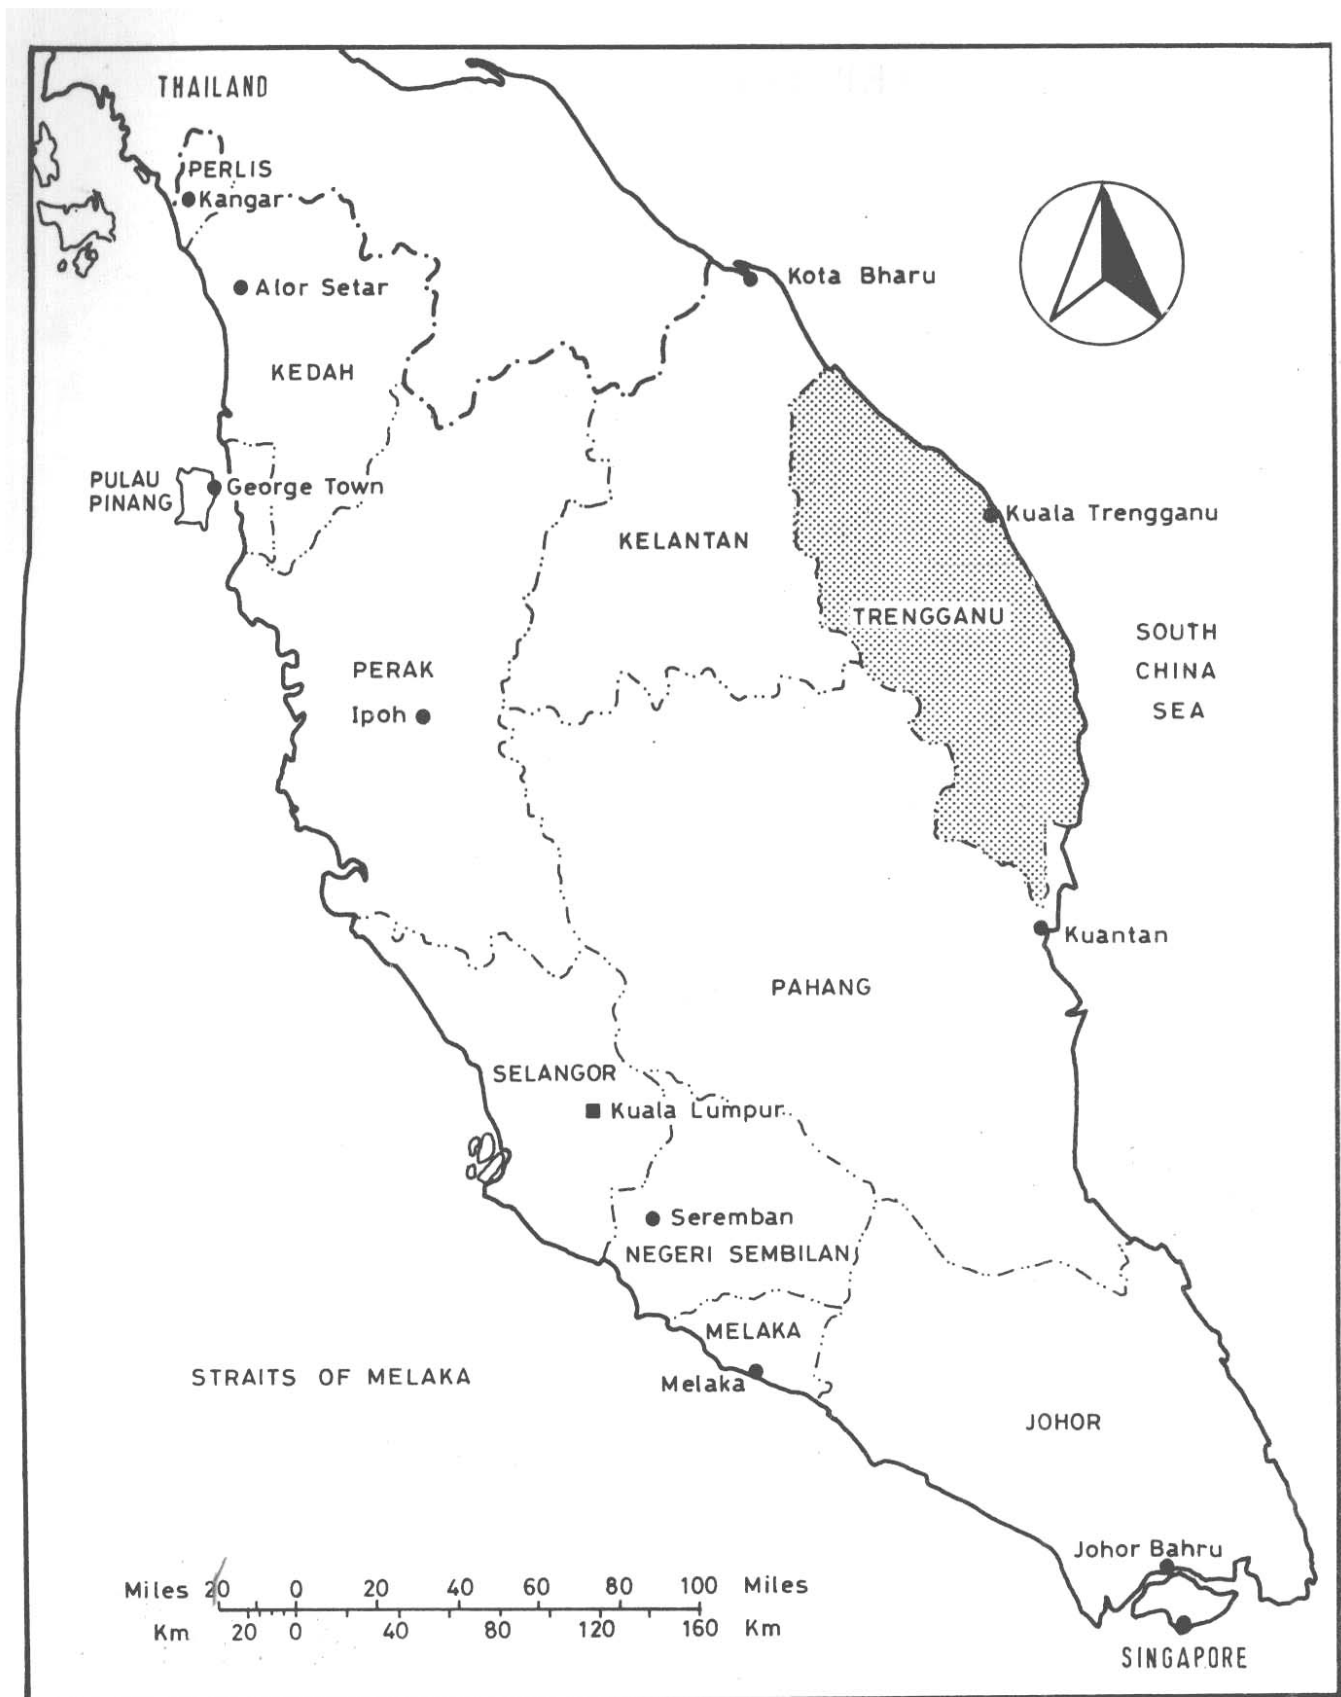 THAILAND
PERLIS
Kangar
Alor Setar
Kota Bharu
KEDAH
PULAU
PINANG
George Town
Kuala Trengganu
KELANTAN
TRENGGANU
SOUTH
CHINA
SEA
PERAK
Ipoh
Kuantan
PAHANG
SELANGOR
Kuala Lumpur
Seremban
NEGERI SEMBILAN
MELAKA
Melaka
STRAITS OF MELAKA
JOHOR
Johor Bahru
Miles 20 0 20 40 60 80 100 Miles
Km 20 0 40 80 120 160 Km
SINGAPORE